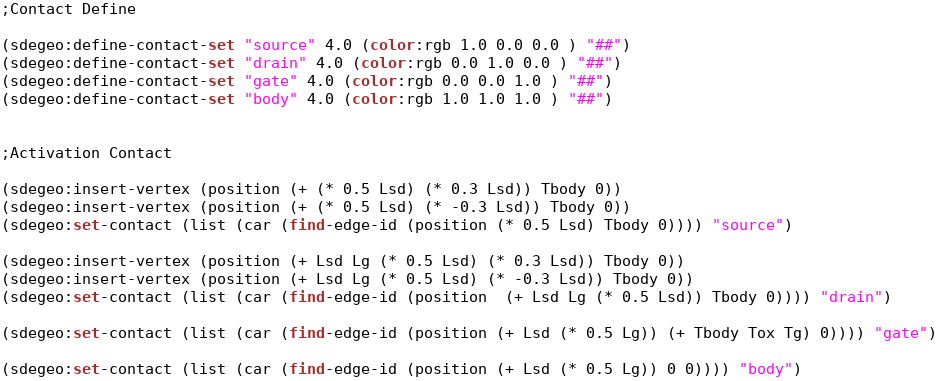 ;Contact Define
(sdegeo:define-contact-set "source" 4.0 (color:rgb 1.0 0.0 0.0 ) "##")
(sdegeo:define-contact-set "drain" 4.0 (color:rgb 0.0 1.0 0.0 ) "##")
(sdegeo:define-contact-set "gate" 4.0 (color:rgb 0.0 0.0 1.0 ) "##")
(sdegeo:define-contact-set "body" 4.0 (color:rgb 1.0 1.0 1.0 ) "##")
;Activation Contact
(sdegeo:insert-vertex (position (+ (* 0.5 Lsd) (* 0.3 Lsd)) Tbody 0))
(sdegeo:insert-vertex (position (+ (* 0.5 Lsd) (* -0.3 Lsd)) Tbody 0))
(sdegeo:set-contact (list (car (find-edge-id (position (* 0.5 Lsd) Tbody 0)))) "source")
(sdegeo:insert-vertex (position (+ Lsd Lg (* 0.5 Lsd) (* 0.3 Lsd)) Tbody 0))
(sdegeo:insert-vertex (position (+ Lsd Lg (* 0.5 Lsd) (* -0.3 Lsd)) Tbody 0))
(sdegeo:set-contact (list (car (find-edge-id (position  (+ Lsd Lg (* 0.5 Lsd)) Tbody 0)))) "drain")
(sdegeo:set-contact (list (car (find-edge-id (position (+ Lsd (* 0.5 Lg)) (+ Tbody Tox Tg) 0)))) "gate")
(sdegeo:set-contact (list (car (find-edge-id (position (+ Lsd (* 0.5 Lg)) 0 0)))) "body")